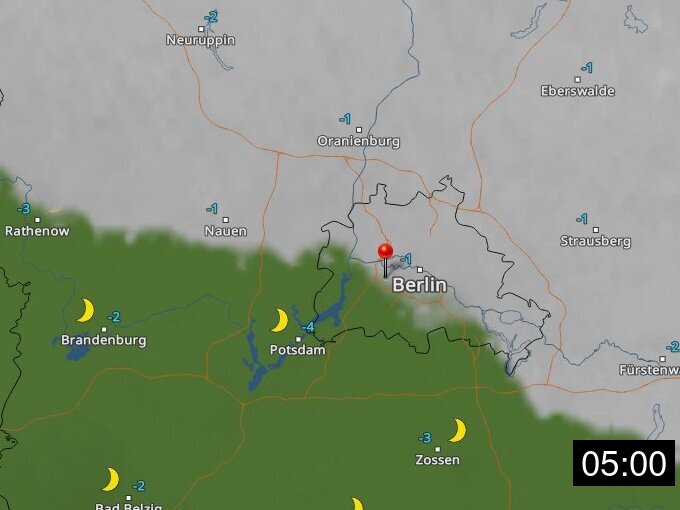 -2
Neuruppin
-1
Eberswalde
-1
Oranienburg
-3
Rathenow
-1
Nauen
-1
Strausberg
-1
Berlin
-2
Brandenburg
-4
Potsdam
-2
Fürstenwa
-3
Zossen
05:00
-2
Bad Belzig